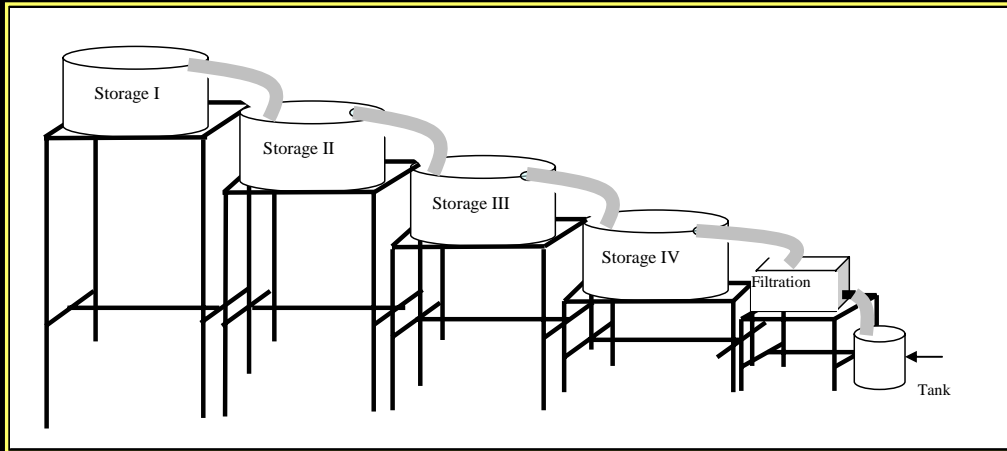 Storage I
Storage II
Storage III
Storage IV
Filtration
Tank